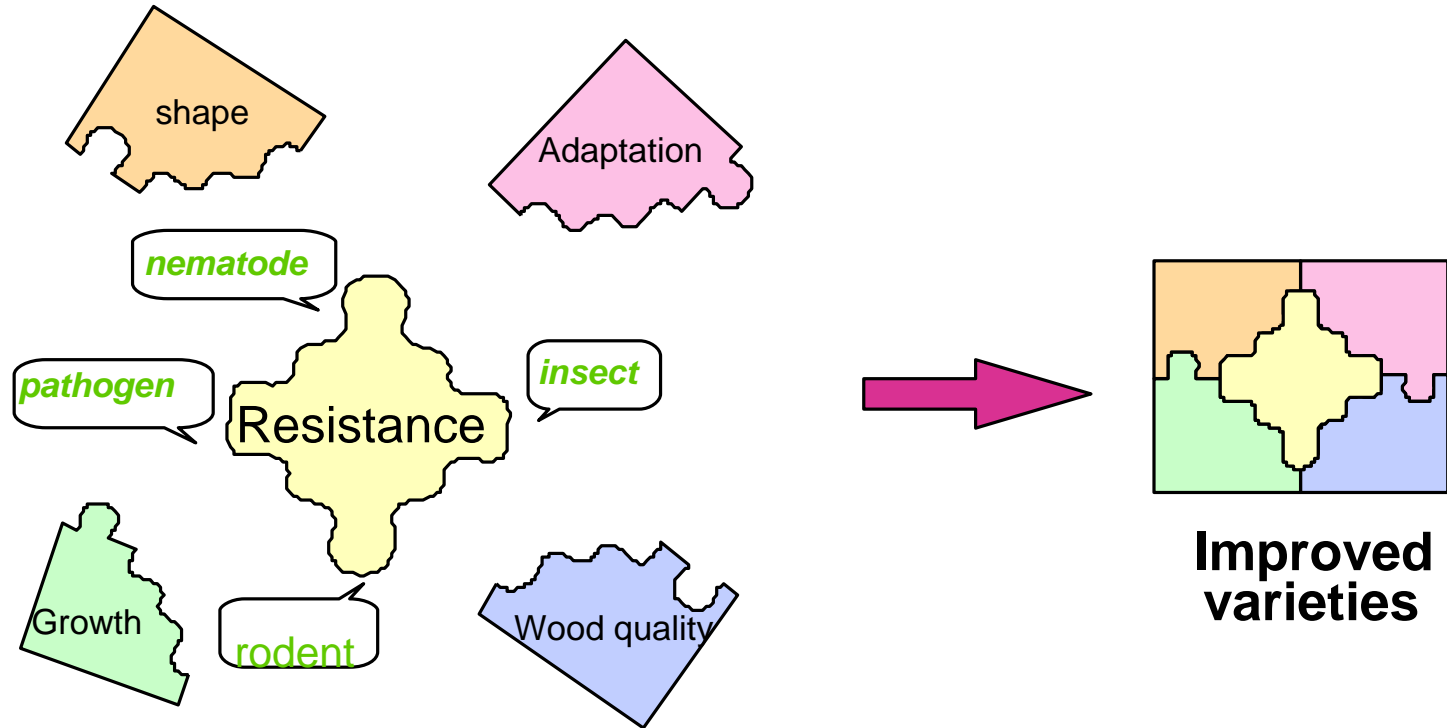 shape
Adaptation
nematode
insect
pathogen
Resistance
Growth
Wood quality
rodent
Improved
varieties